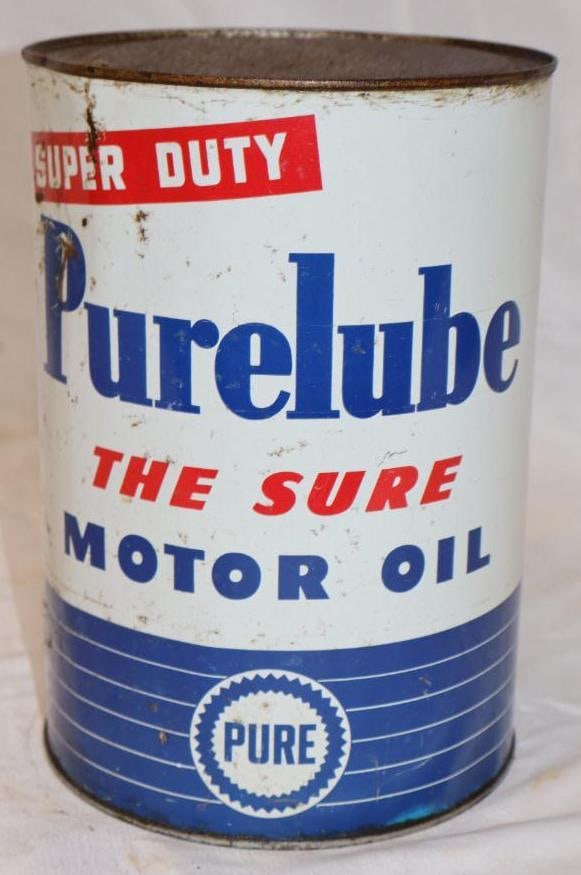 SUPER DUTY
Purelube
THE SURE
MOTOR OIL
PURE